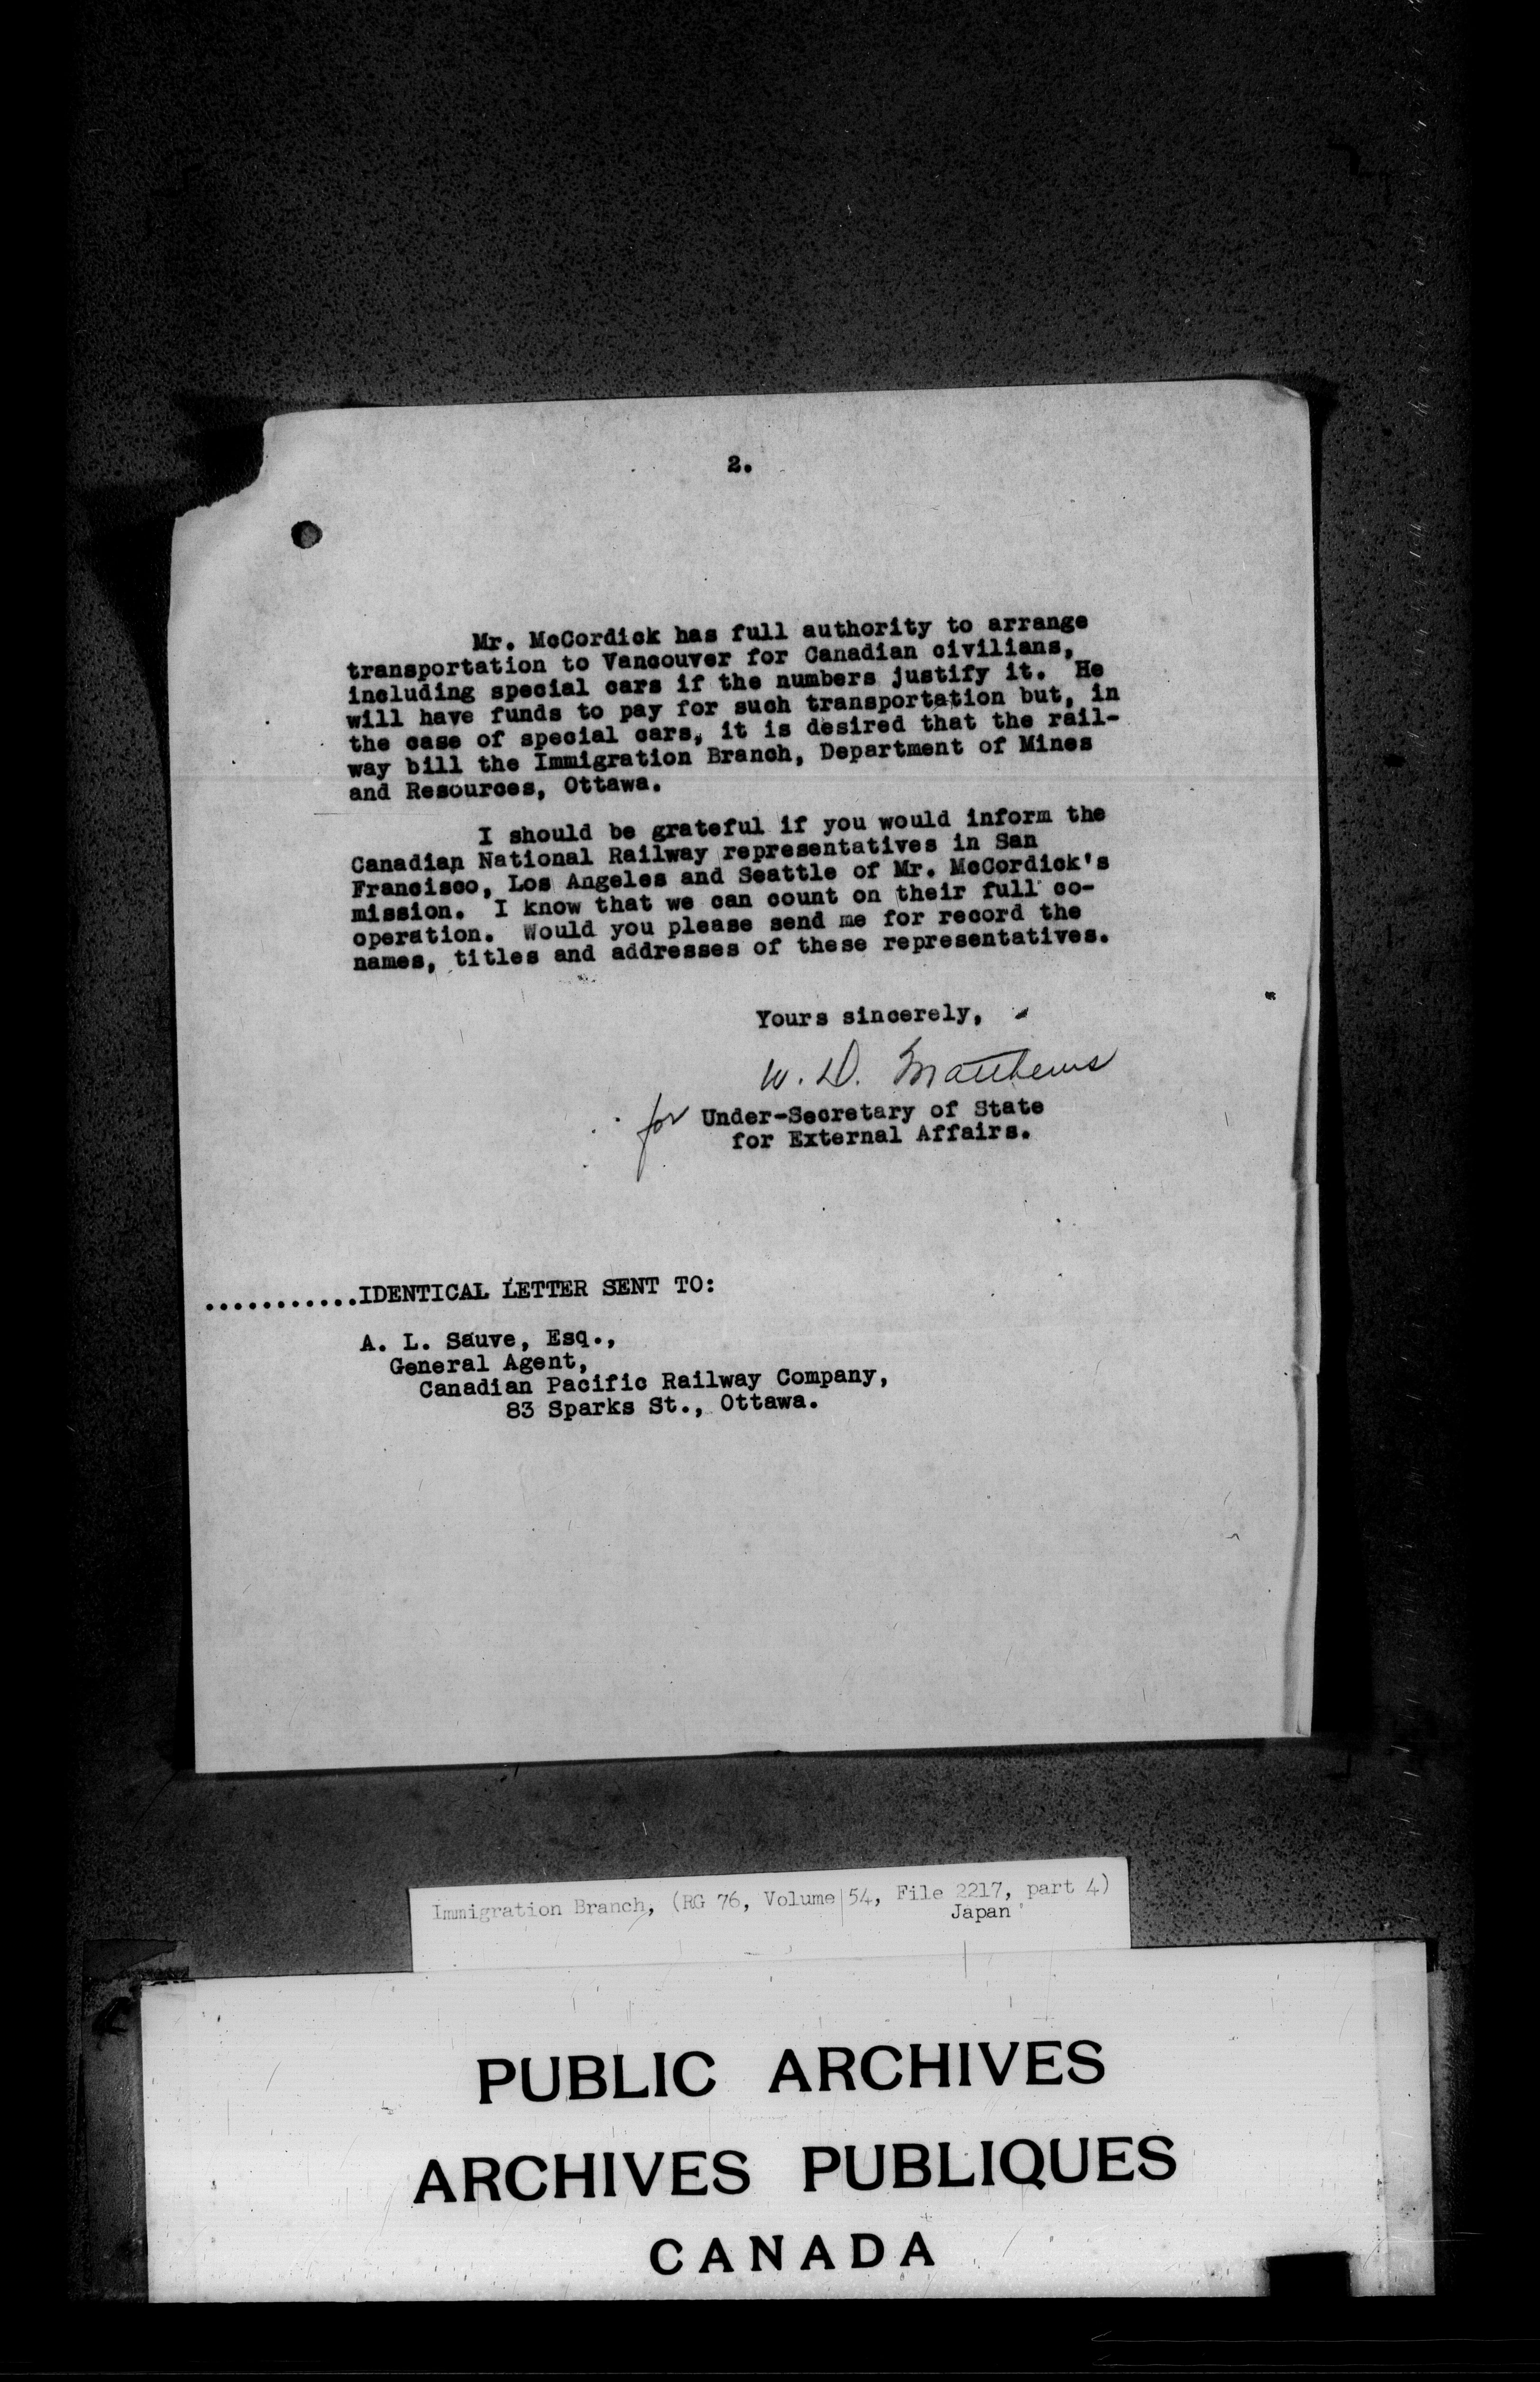 2.
Mr. McCordick has full authority to arrange
transportation to Vancouver for Canadian civilians,
including special cars if the numbers justify it. He
will have funds to pay for such transportation but, in
the case of special cars, it is desired that the rail-
way bill the Immigration Branch, Department of Mines
and Resources, Ottawa.
I should be grateful if you would inform the
Canadian National Railway representatives in San
Francisco, Los Angeles and Seattle of Mr. McCordick's
mission. I know that we can count on their full co-
operation. Would you please send me for record the
names, titles and addresses of these representatives.
Yours sincerely,
W. D. Matthews
for Under-Secretary of State
for External Affairs.
...........IDENTICAL LETTER SENT TO:
A. L. Sauve, Esq.,
General Agent,
Canadian Pacific Railway Company,
83 Sparks St., Ottawa.
Immigration Branch, (RG 76, Volume 54, File 2217, part 4)
Japan
PUBLIC ARCHIVES
ARCHIVES PUBLIQUES
CANADA